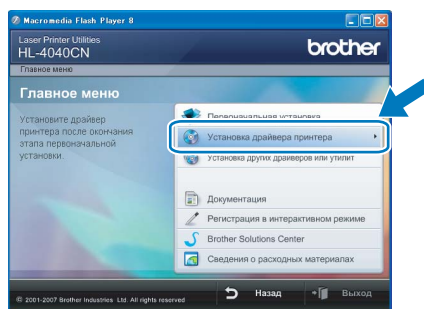 Macromedia Flash Player 8
Laser Printer Utilities
HL-4040CN
brother
Главное меню
Главное меню
Установите драйвер
принтера после окончания
этапа первоначальной
установки.
Первоначальная установка
Установка драйвера принтера
Установка других драйверов или утилит
Документация
Регистрация в интерактивном режиме
Brother Solutions Center
Сведения о расходных материалах
© 2001-2007 Brother Industries Ltd. All rights reserved
Назад
Выход